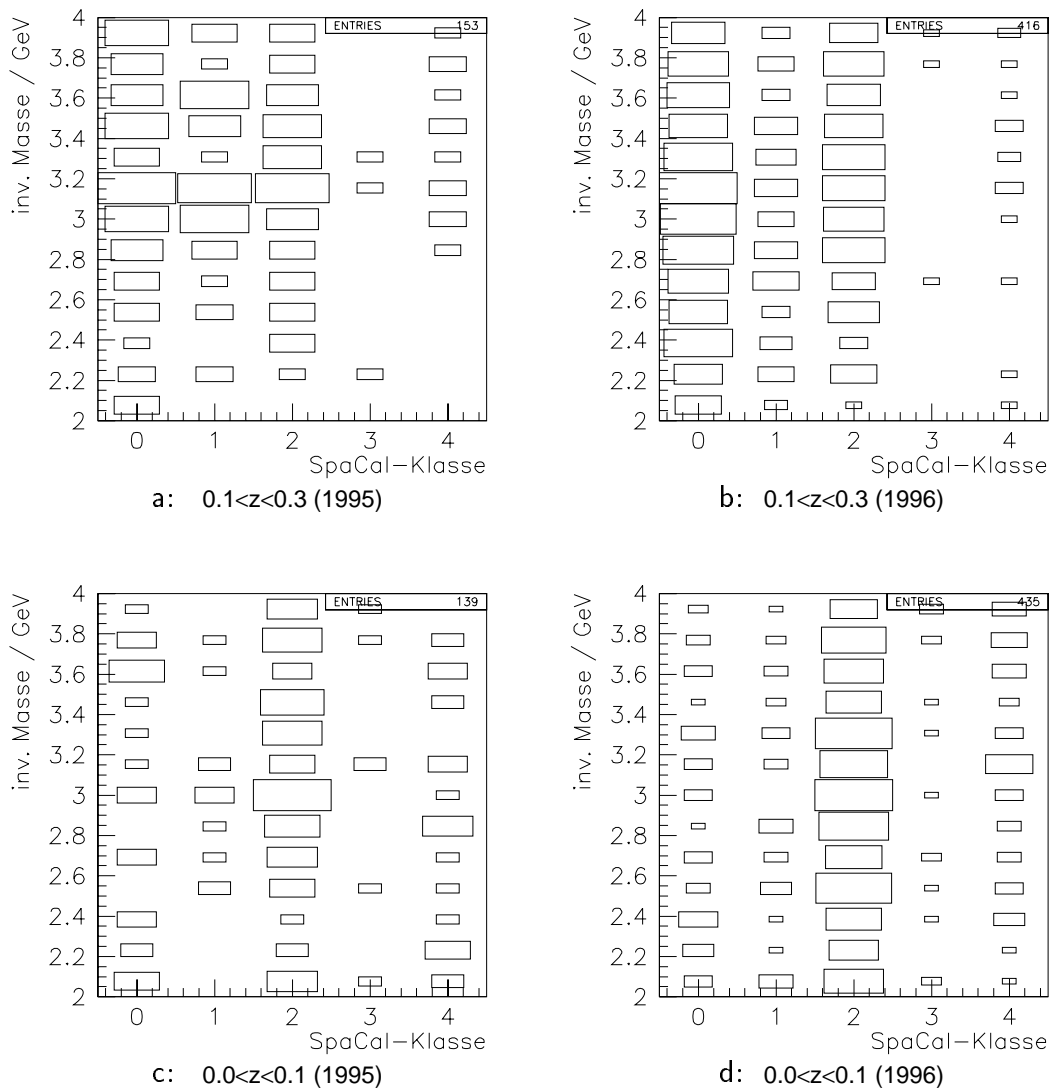 ENTRIES 153
inv. Masse / GeV
4
3.8
3.6
3.4
3.2
3
2.8
2.6
2.4
2.2
2
0 1 2 3 4
SpaCal-Klasse
a: 0.1<z<0.3 (1995)
ENTRIES 416
inv. Masse / GeV
4
3.8
3.6
3.4
3.2
3
2.8
2.6
2.4
2.2
2
0 1 2 3 4
SpaCal-Klasse
b: 0.1<z<0.3 (1996)
ENTRIES 139
inv. Masse / GeV
4
3.8
3.6
3.4
3.2
3
2.8
2.6
2.4
2.2
2
0 1 2 3 4
SpaCal-Klasse
c: 0.0<z<0.1 (1995)
ENTRIES 435
inv. Masse / GeV
4
3.8
3.6
3.4
3.2
3
2.8
2.6
2.4
2.2
2
0 1 2 3 4
SpaCal-Klasse
d: 0.0<z<0.1 (1996)